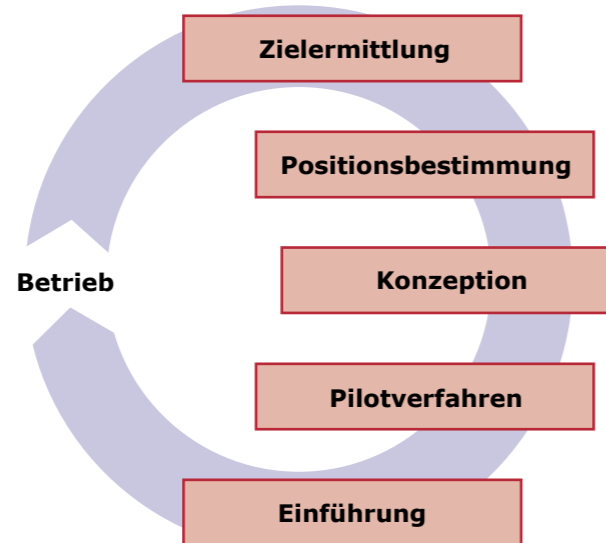 Zielermittlung
Positionsbestimmung
Konzeption
Betrieb
Pilotverfahren
Einführung